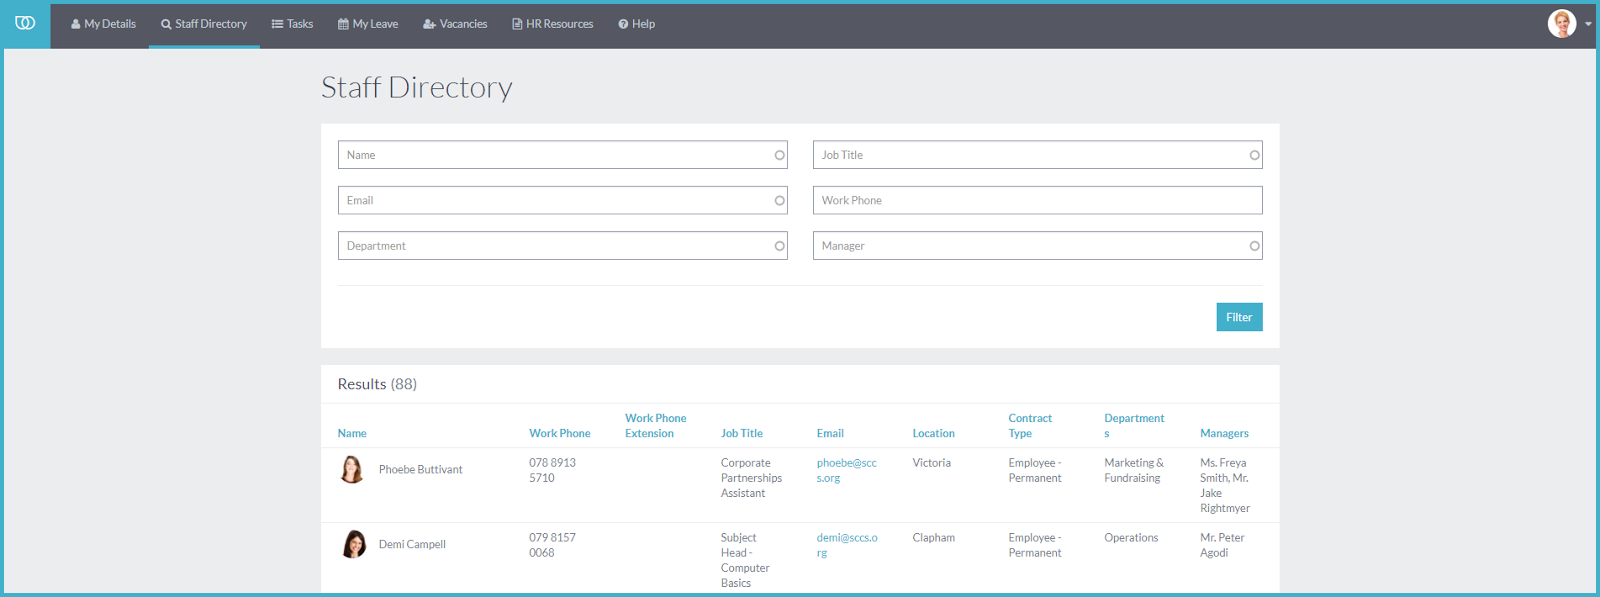 My Details
Staff Directory
Tasks
My Leave
Vacancies
HR Resources
Help
Staff Directory
Name
Job Title
Email
Work Phone
Department
Manager
Filter
Results (88)
Name
Work Phone
Work Phone
Extension
Job Title
Email
Location
Contract
Type
Department
s
Managers
Phoebe Buttivant
078 8913
5710
Corporate
Partnerships
Assistant
phoebe@scc
s.org
Victoria
Employee -
Permanent
Marketing &
Fundraising
Ms. Freya
Smith, Mr.
Jake
Rightmyer
Demi Campell
079 8157
0068
Subject
Head -
Computer
Basics
demi@sccs.o
rg
Clapham
Employee -
Permanent
Operations
Mr. Peter
Agodi